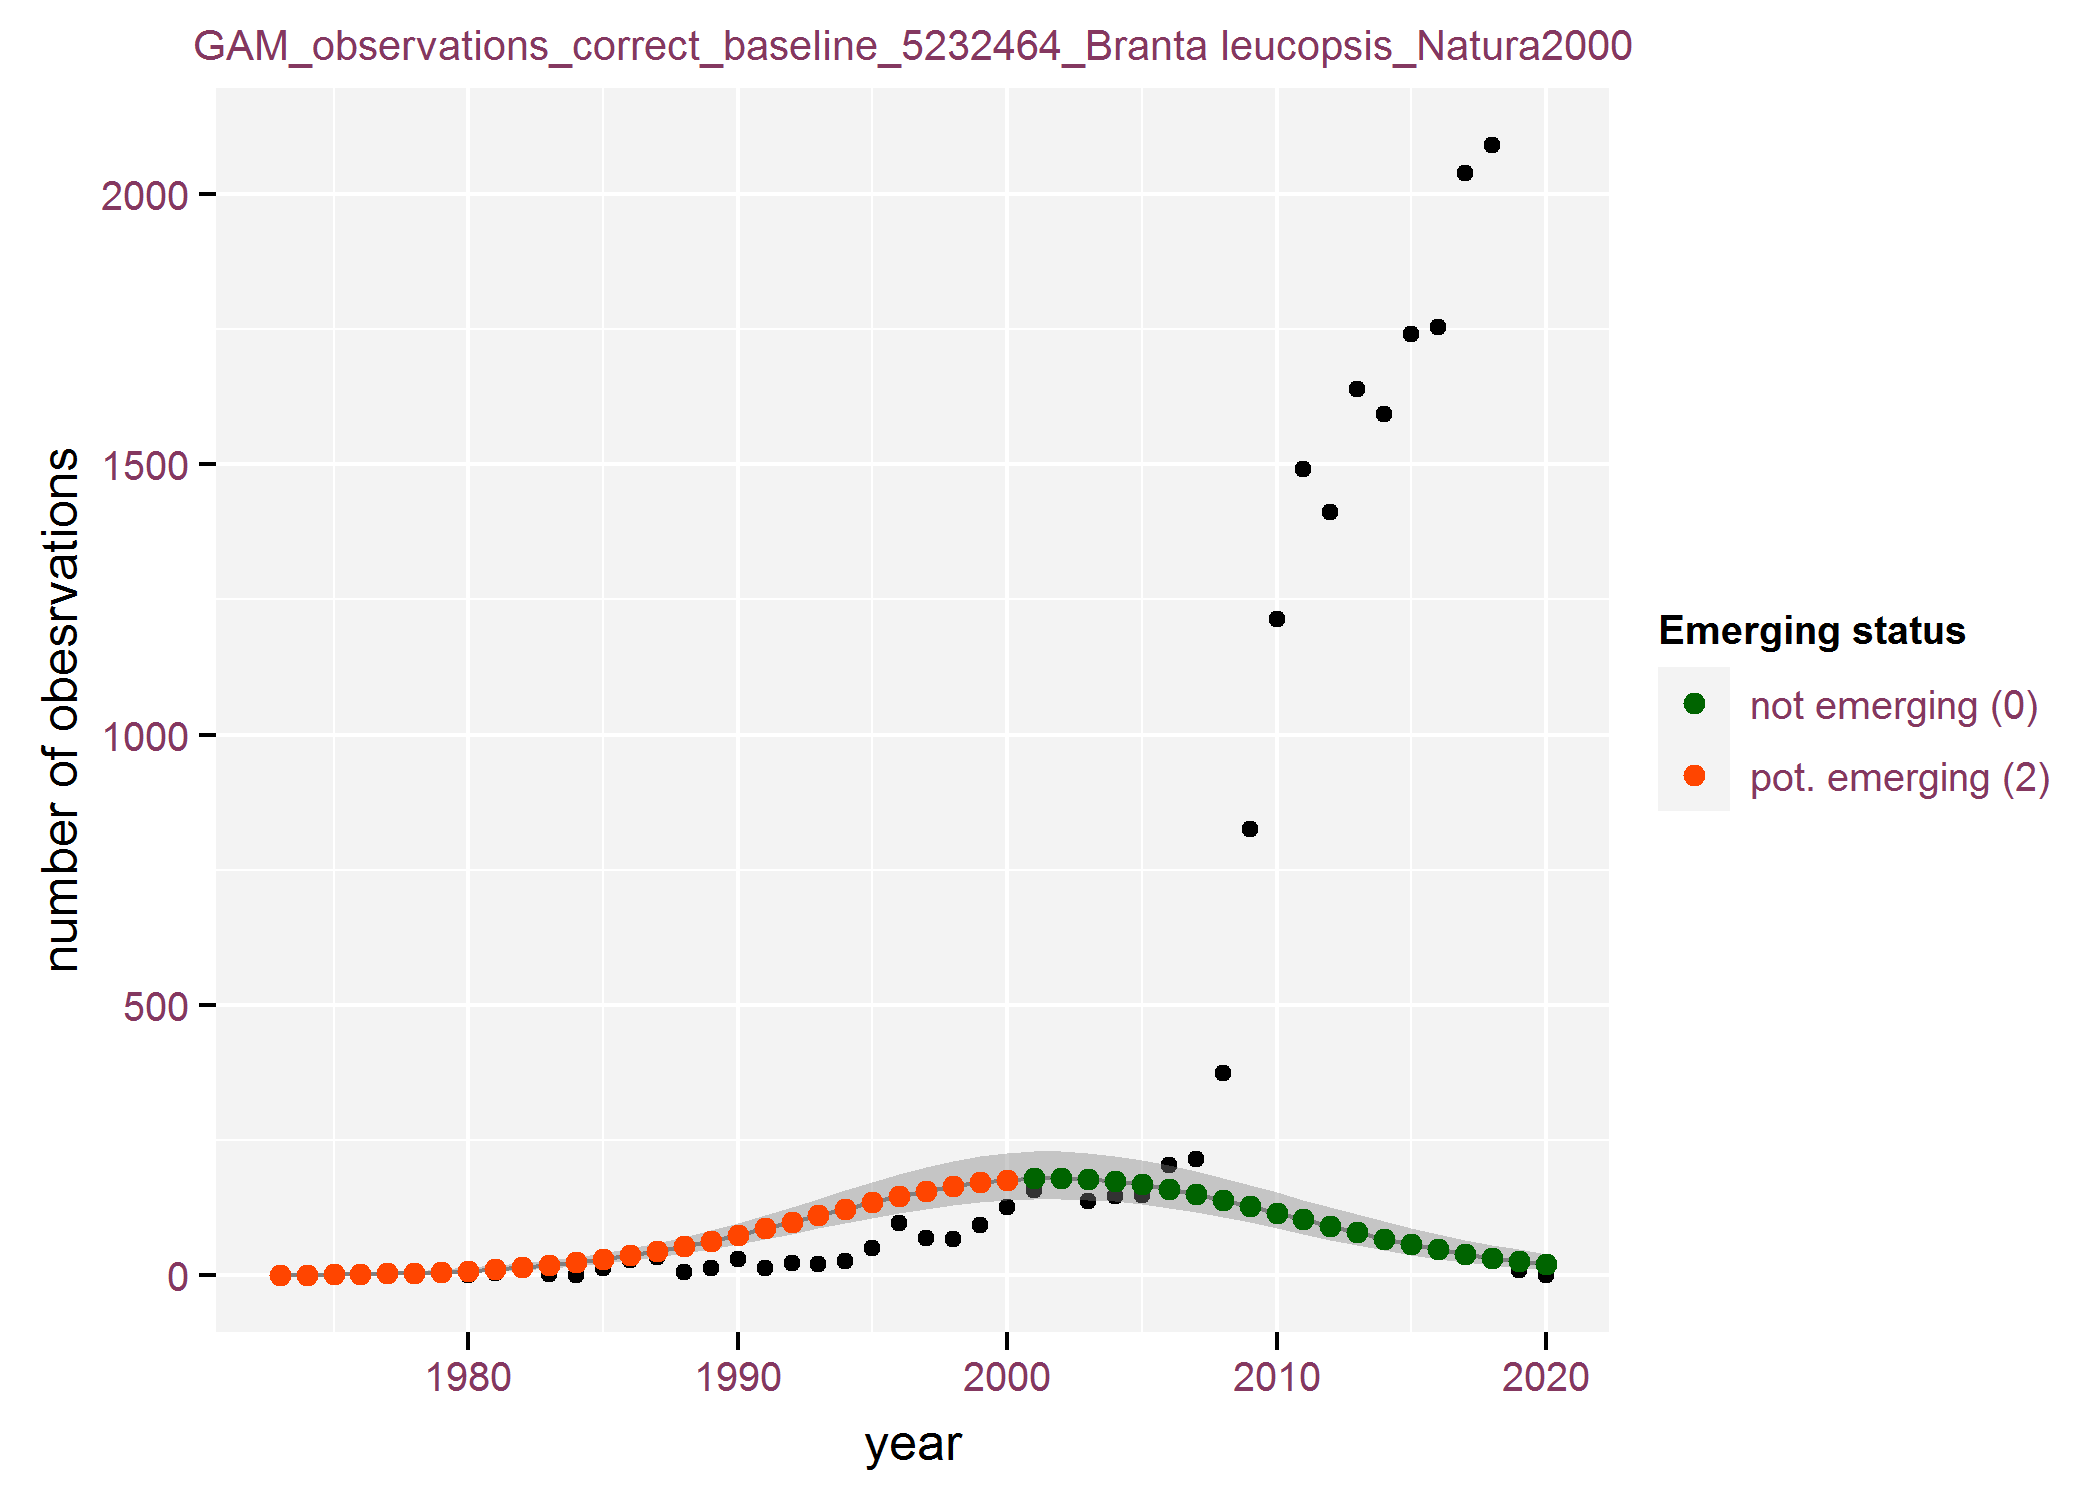 GAM_observations_correct_baseline_5232464_Branta leucopsis_Natura2000
number of obesrvations
2000
1500
1000
500
0
1980
1990
2000
2010
2020
year
Emerging status
not emerging (0)
pot. emerging (2)